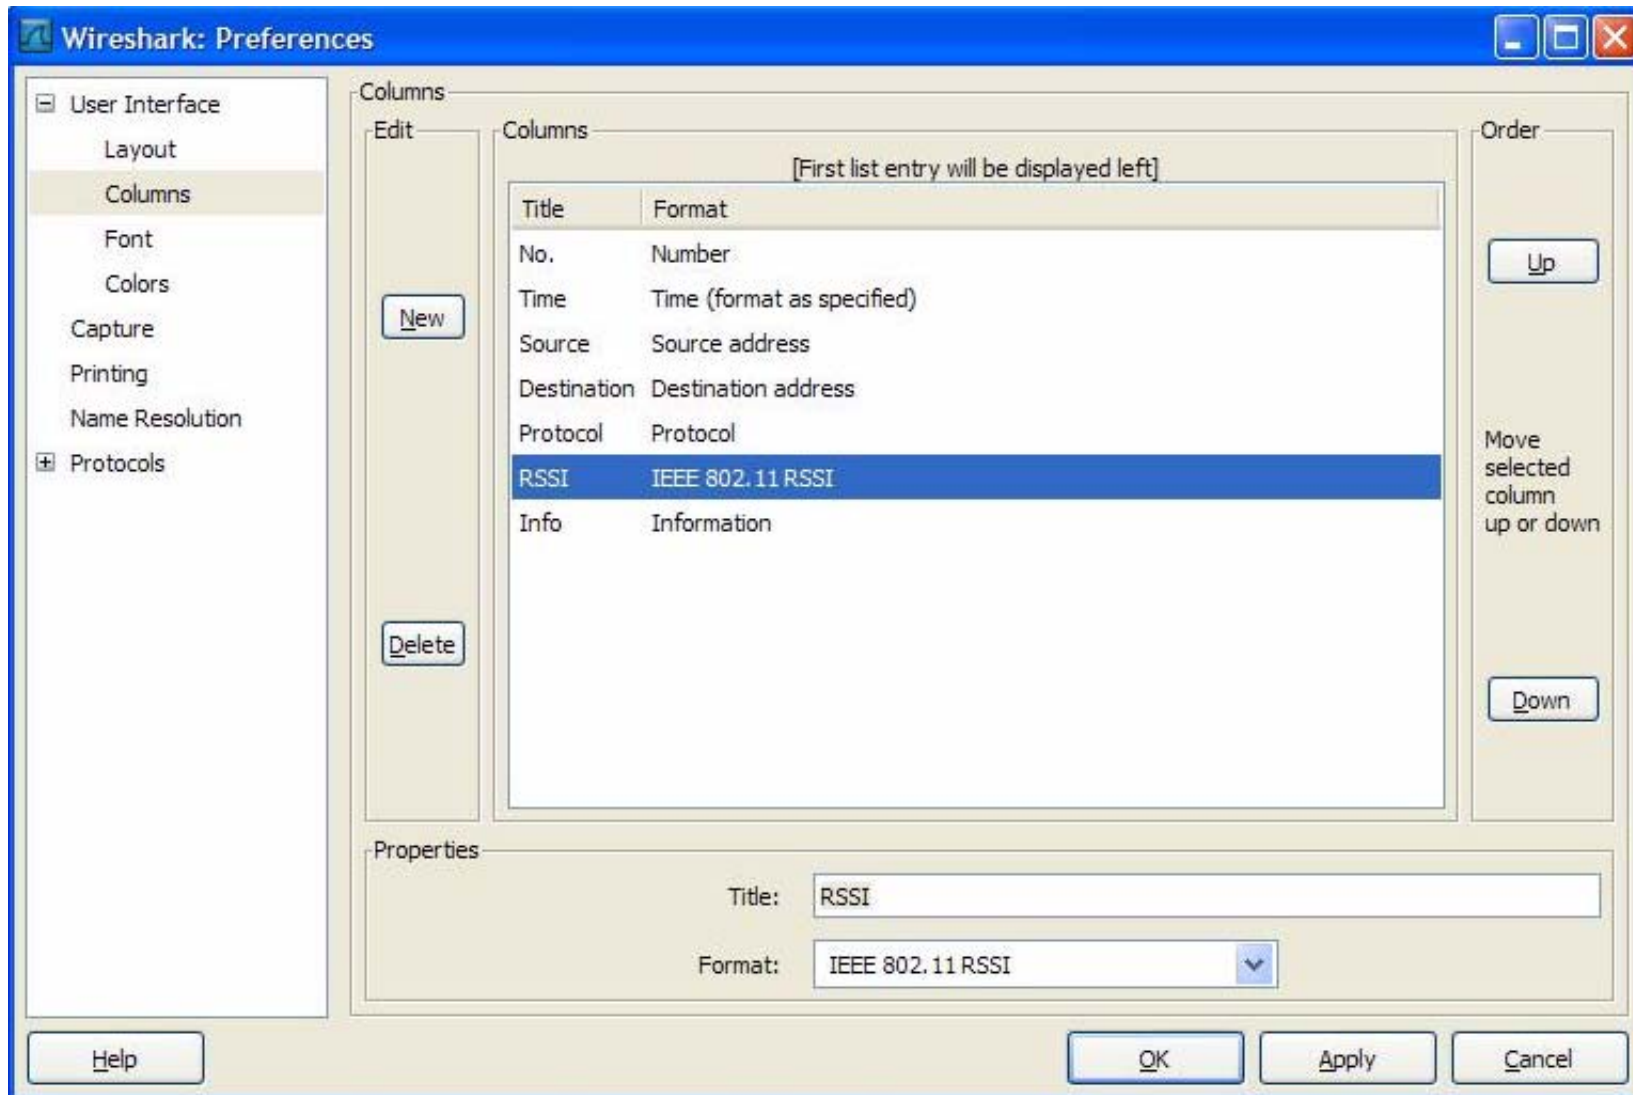 Wireshark: Preferences
User Interface
Layout
Columns
Font
Colors
Capture
Printing
Name Resolution
Protocols
Columns
Edit
New
Delete
Columns
[First list entry will be displayed left]
Title Format
No. Number
Time Time (format as specified)
Source Source address
Destination Destination address
Protocol Protocol
RSSI IEEE 802.11 RSSI
Info Information
Order
Up
Move
selected
column
up or down
Down
Properties
Title: RSSI
Format: IEEE 802.11 RSSI
Help
OK
Apply
Cancel